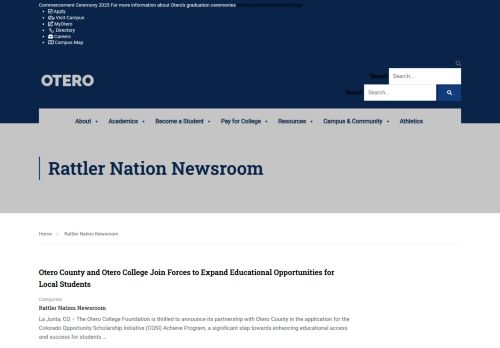 Commencement Ceremony 2025 For more information about Otero's graduation ceremonies visit our Commencement Page
Apply
Visit Campus
MyOtero
Directory
Careers
Campus Map
Search
Search...
OTERO
Search
Search...
About
Academics
Become a Student
Pay for College
Resources
Campus & Community
Athletics
Rattler Nation Newsroom
Home
Rattler Nation Newsroom
Otero County and Otero College Join Forces to Expand Educational Opportunities for
Local Students
Categories
Rattler Nation Newsroom
La Junta, CO – The Otero College Foundation is thrilled to announce its partnership with Otero County in the application for the
Colorado Opportunity Scholarship Initiative (COSI) Achieve Program, a significant step towards enhancing educational access
and success for students ...